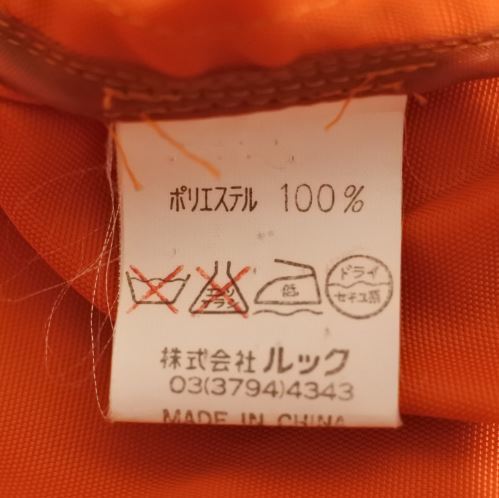 ポリエステル 100%
エンソ
サラシ
低
ドライ
セキユ系
株式会社 ルック
03(3794)4343
MADE IN CHINA